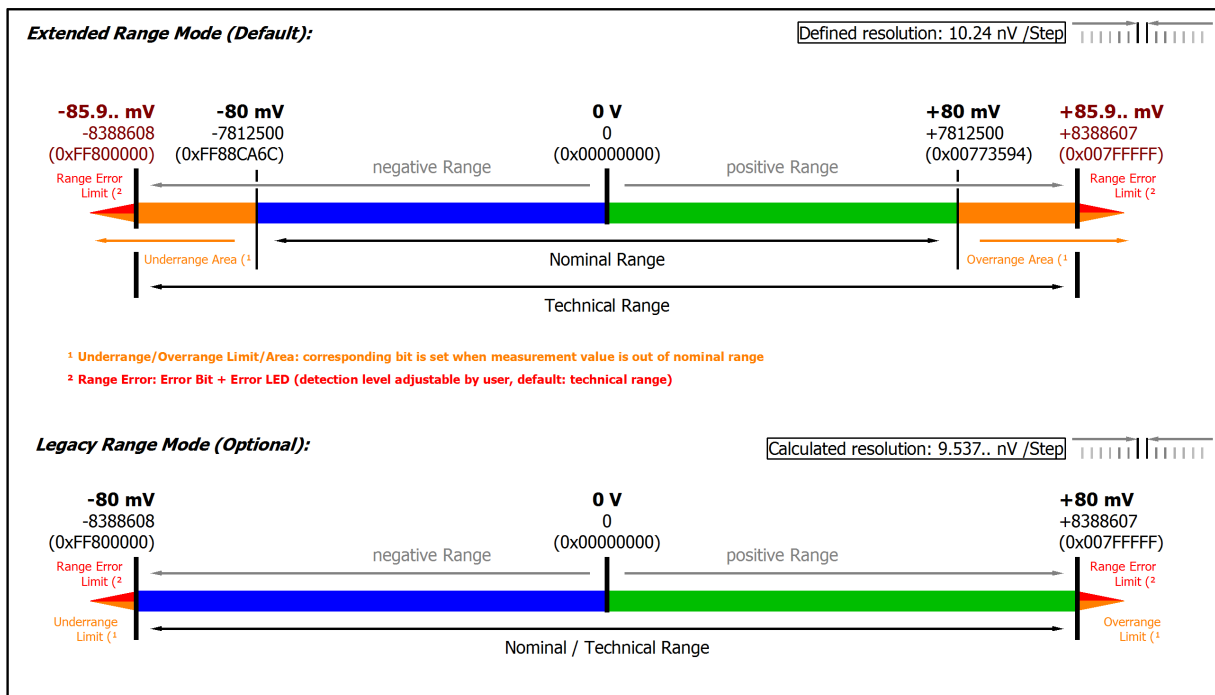 Extended Range Mode (Default):
Defined resolution: 10.24 nV /Step
-85.9.. mV
-8388608
(0xFF800000)
-80 mV
-7812500
(0xFF88CA6C)
0 V
0
(0x00000000)
+80 mV
+7812500
(0x00773594)
+85.9.. mV
+8388607
(0x007FFFFF)
negative Range
positive Range
Range Error
Limit (²
Range Error
Limit (²
Underrange Area (¹
Nominal Range
Overrange Area (¹
Technical Range
¹ Underrange/Overrange Limit/Area: corresponding bit is set when measurement value is out of nominal range
² Range Error: Error Bit + Error LED (detection level adjustable by user, default: technical range)
Legacy Range Mode (Optional):
Calculated resolution: 9.537.. nV /Step
-80 mV
-8388608
(0xFF800000)
0 V
0
(0x00000000)
+80 mV
+8388607
(0x007FFFFF)
negative Range
positive Range
Range Error
Limit (²
Range Error
Limit (²
Underrange
Limit (¹
Overrange
Limit (¹
Nominal / Technical Range